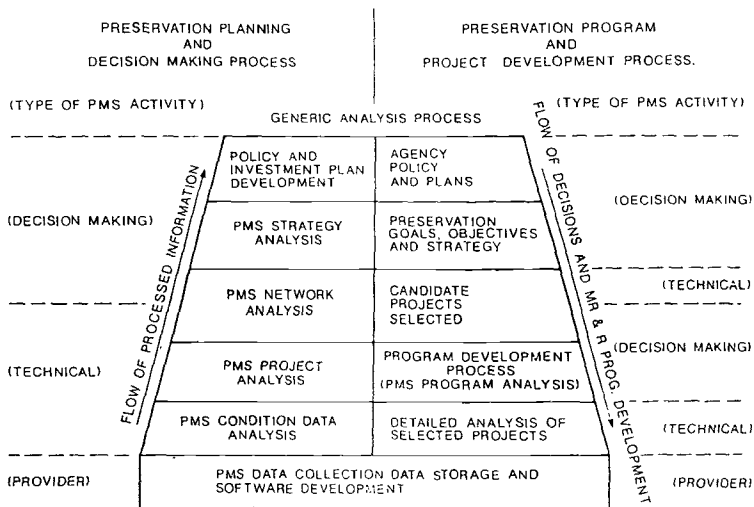 PRESERVATION PLANNING
AND
DECISION MAKING PROCESS
PRESERVATION PROGRAM
AND
PROJECT DEVELOPMENT PROCESS.
(TYPE OF PMS ACTIVITY)
GENERIC ANALYSIS PROCESS
(TYPE OF PMS ACTIVITY)
(DECISION MAKING)
(TECHNICAL)
(PROVIDER)
FLOW OF PROCESSED INFORMATION
POLICY AND
INVESTMENT PLAN
DEVELOPMENT
AGENCY
POLICY
AND PLANS
PMS STRATEGY
ANALYSIS
PRESERVATION
GOALS, OBJECTIVES
AND STRATEGY
PMS NETWORK
ANALYSIS
CANDIDATE
PROJECTS
SELECTED
PMS PROJECT
ANALYSIS
PROGRAM DEVELOPMENT
PROCESS
(PMS PROGRAM ANALYSIS)
PMS CONDITION DATA
ANALYSIS
DETAILED ANALYSIS OF
SELECTED PROJECTS
PMS DATA COLLECTION DATA STORAGE AND
SOFTWARE DEVELOPMENT
FLOW OF DECISIONS AND MR & R PROG. DEVELOPMENT
(DECISION MAKING)
(TECHNICAL)
(DECISION MAKING)
(TECHNICAL)
(PROVIDER)